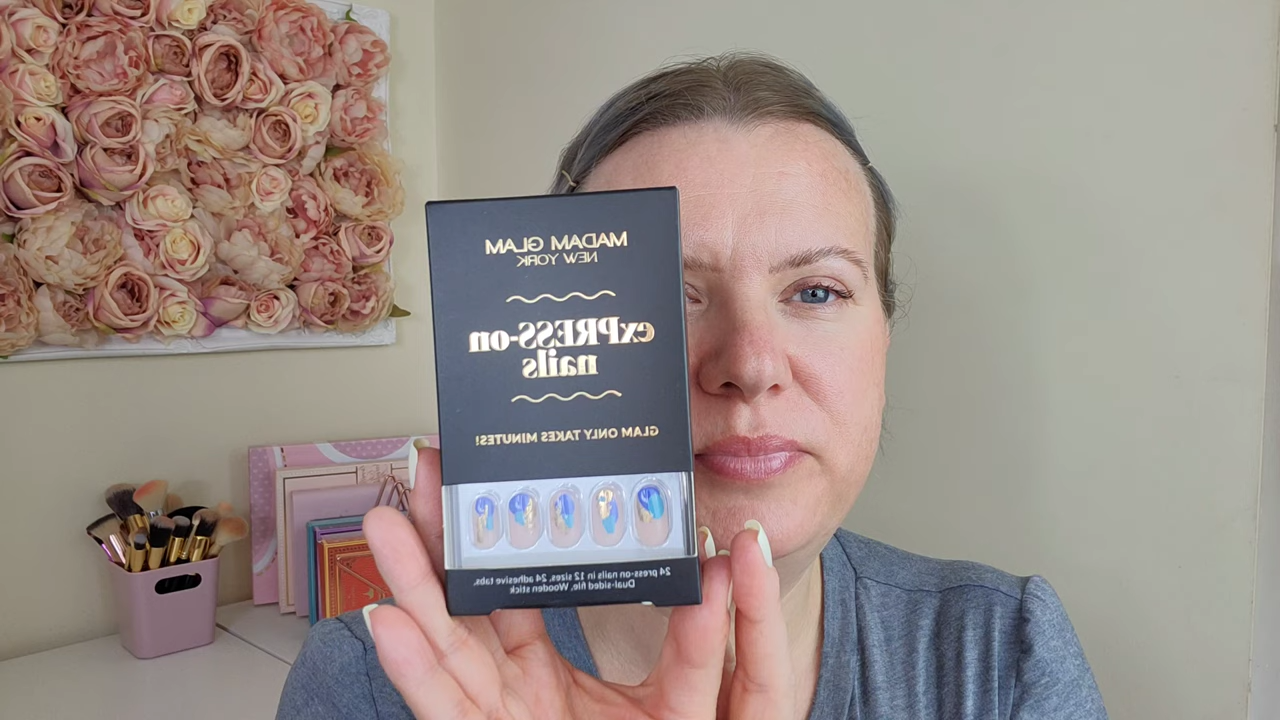 MADAM GLAM
NEW YORK
exPRESS-on
nails
GLAM ONLY TAKES MINUTES!
24 press-on nails in 12 sizes, 24 adhesive tabs,
Dual-sided file, Wooden stick